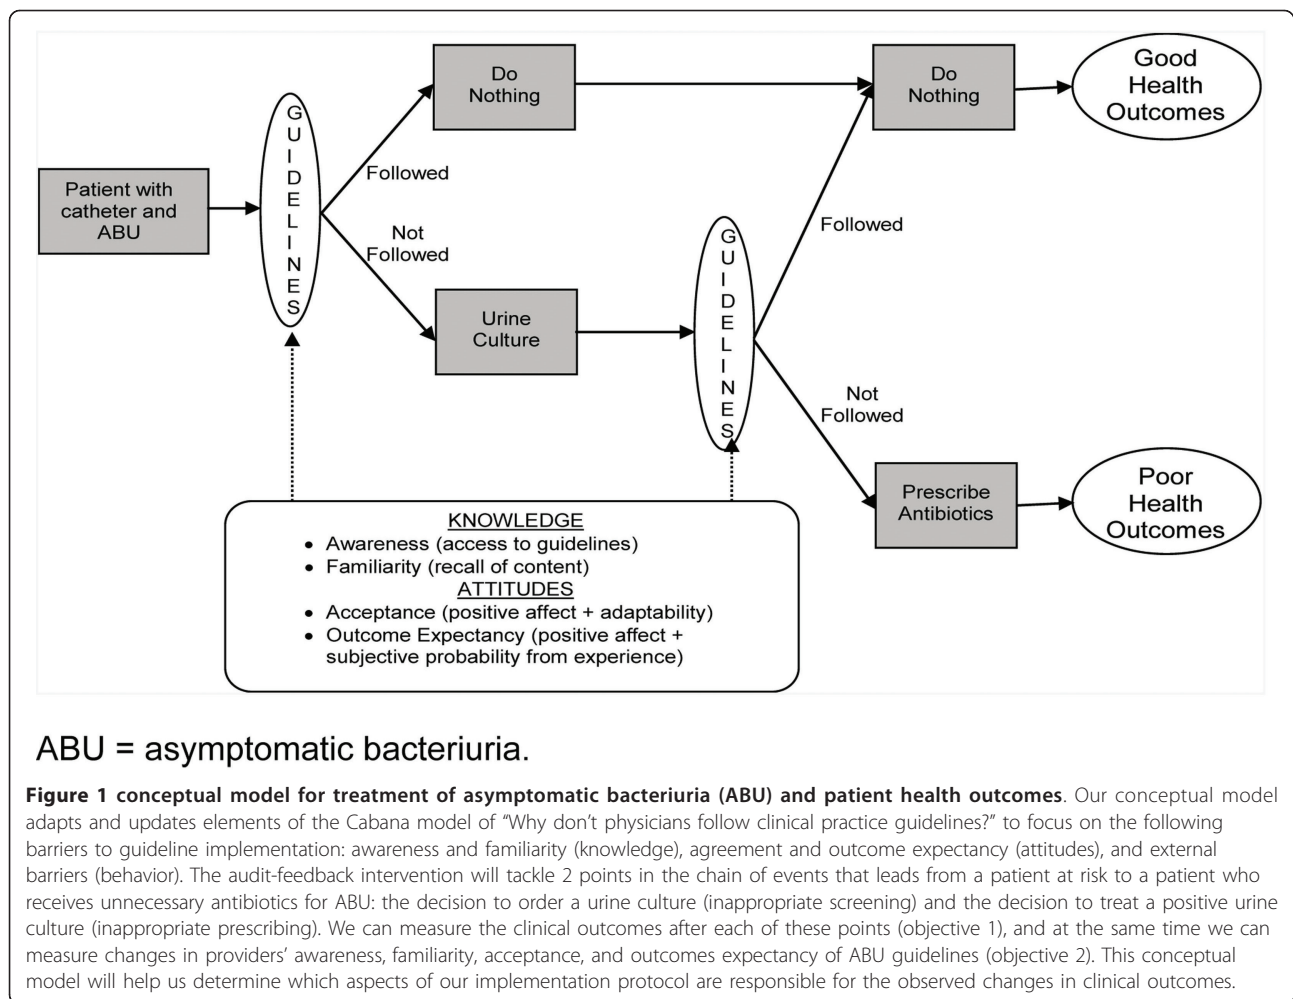 Patient with
catheter and
ABU
GUIDELINES
Followed
Not
Followed
Do
Nothing
Urine
Culture
GUIDELINES
Followed
Not
Followed
Do
Nothing
Prescribe
Antibiotics
Good
Health
Outcomes
Poor
Health
Outcomes
KNOWLEDGE
• Awareness (access to guidelines)
• Familiarity (recall of content)
ATTITUDES
• Acceptance (positive affect + adaptability)
• Outcome Expectancy (positive affect +
subjective probability from experience)
ABU = asymptomatic bacteriuria.
Figure 1 conceptual model for treatment of asymptomatic bacteriuria (ABU) and patient health outcomes. Our conceptual model
adapts and updates elements of the Cabana model of “Why don’t physicians follow clinical practice guidelines?” to focus on the following
barriers to guideline implementation: awareness and familiarity (knowledge), agreement and outcome expectancy (attitudes), and external
barriers (behavior). The audit-feedback intervention will tackle 2 points in the chain of events that leads from a patient at risk to a patient who
receives unnecessary antibiotics for ABU: the decision to order a urine culture (inappropriate screening) and the decision to treat a positive urine
culture (inappropriate prescribing). We can measure the clinical outcomes after each of these points (objective 1), and at the same time we can
measure changes in providers’ awareness, familiarity, acceptance, and outcomes expectancy of ABU guidelines (objective 2). This conceptual
model will help us determine which aspects of our implementation protocol are responsible for the observed changes in clinical outcomes.